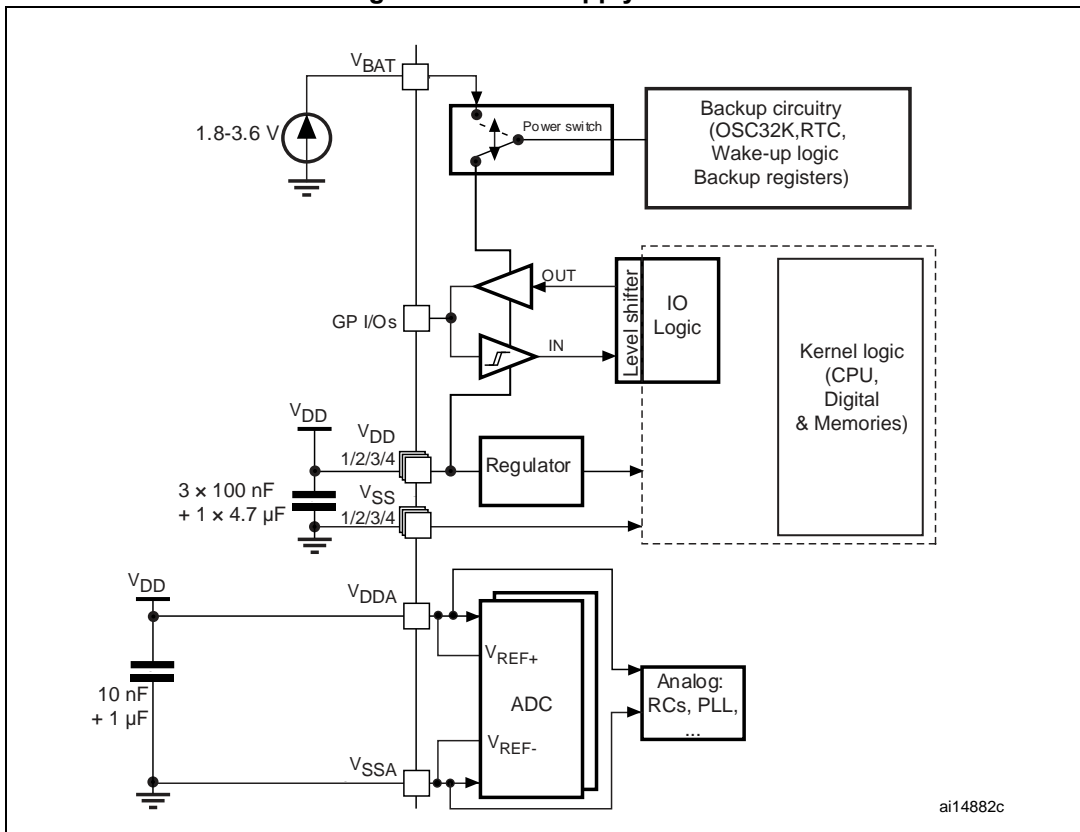 VBAT
1.8-3.6 V
Power switch
Backup circuitry
(OSC32K,RTC,
Wake-up logic
Backup registers)
OUT
GP I/Os
IN
Level shifter
IO
Logic
Kernel logic
(CPU,
Digital
& Memories)
VDD
VDD
1/2/3/4
Regulator
3 × 100 nF
+ 1 × 4.7 µF
VSS
1/2/3/4
VDD
VDDA
VREF+
ADC
VREF-
Analog:
RCs, PLL,
...
10 nF
+ 1 µF
VSSA
ai14882c